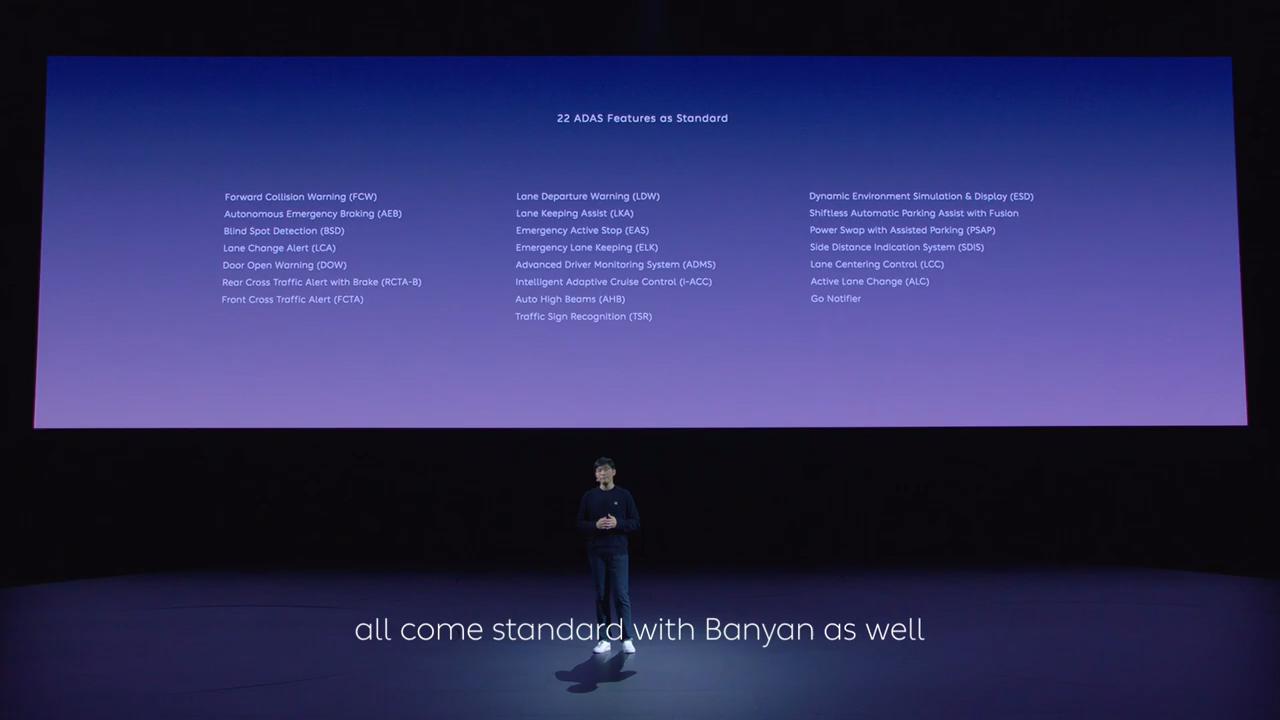 22 ADAS Features as Standard
Forward Collision Warning (FCW)
Autonomous Emergency Braking (AEB)
Blind Spot Detection (BSD)
Lane Change Alert (LCA)
Door Open Warning (DOW)
Rear Cross Traffic Alert with Brake (RCTA-B)
Front Cross Traffic Alert (FCTA)
Lane Departure Warning (LDW)
Lane Keeping Assist (LKA)
Emergency Active Stop (EAS)
Emergency Lane Keeping (ELK)
Advanced Driver Monitoring System (ADMS)
Intelligent Adaptive Cruise Control (i-ACC)
Auto High Beams (AHB)
Traffic Sign Recognition (TSR)
Dynamic Environment Simulation & Display (ESD)
Shiftless Automatic Parking Assist with Fusion
Power Swap with Assisted Parking (PSAP)
Side Distance Indication System (SDIS)
Lane Centering Control (LCC)
Active Lane Change (ALC)
Go Notifier
all come standard with Banyan as well